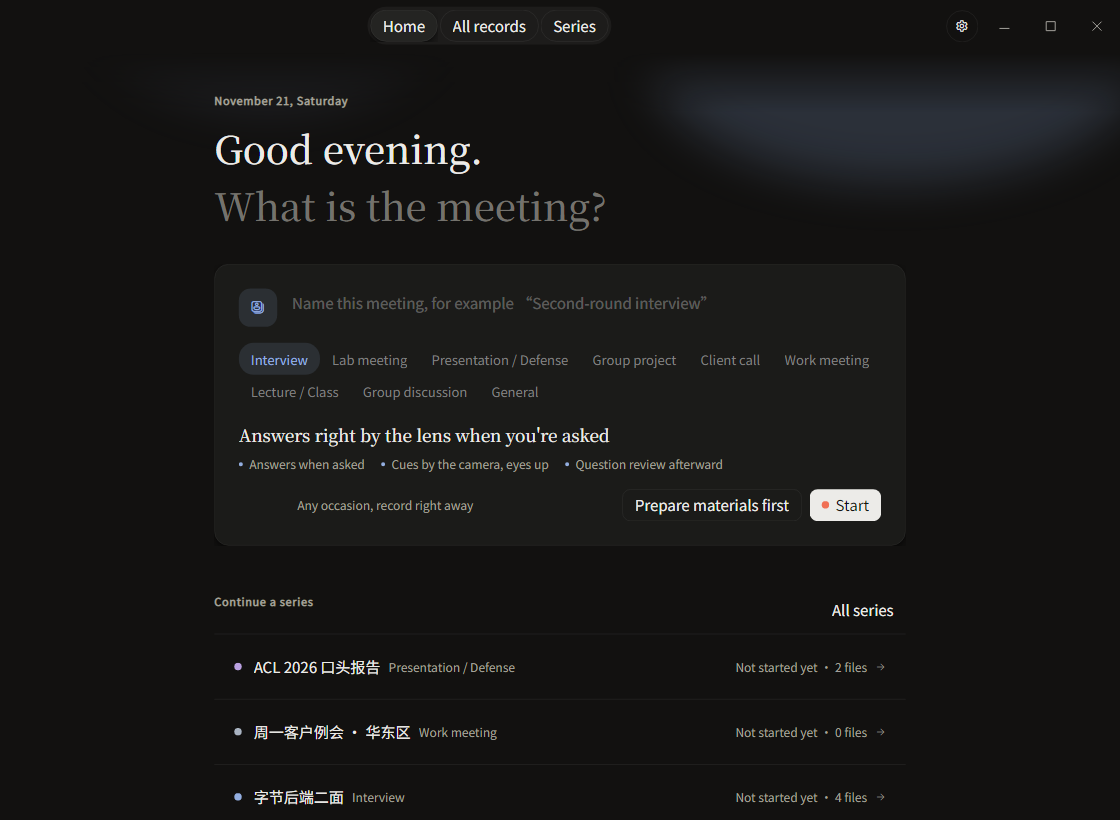 Home All records Series
November 21, Saturday
Good evening.
What is the meeting?
Name this meeting, for example “Second-round interview”
Interview Lab meeting Presentation / Defense Group project Client call Work meeting
Lecture / Class Group discussion General
Answers right by the lens when you're asked
• Answers when asked • Cues by the camera, eyes up • Question review afterward
Any occasion, record right away Prepare materials first Start
Continue a series All series
ACL 2026 口头报告 Presentation / Defense Not started yet • 2 files →
周一客户例会 · 华东区 Work meeting Not started yet • 0 files →
字节后端二面 Interview Not started yet • 4 files →